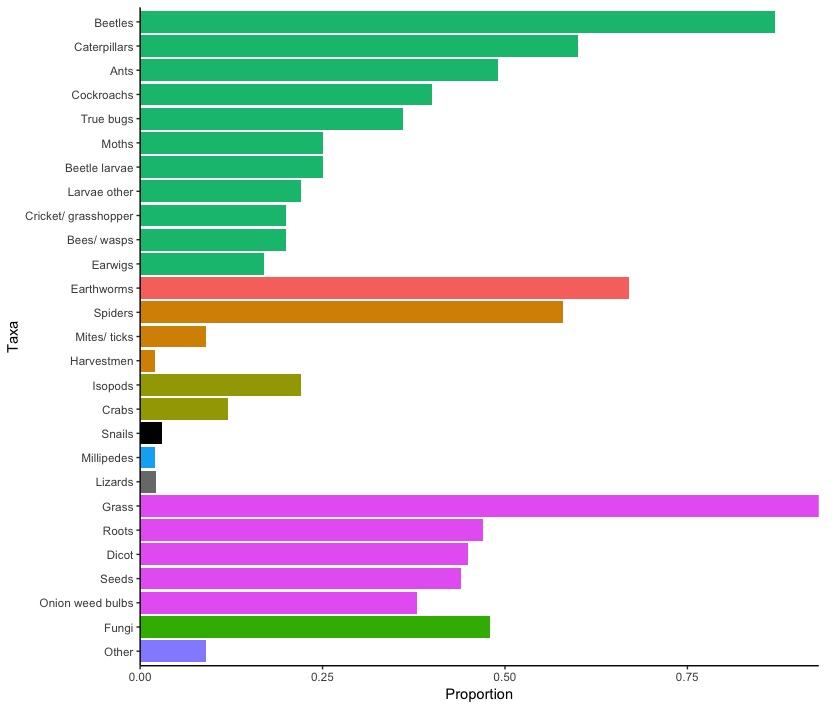 Beetles
Caterpillars
Ants
Cockroachs
True bugs
Moths
Beetle larvae
Larvae other
Cricket/ grasshopper
Bees/ wasps
Earwigs
Earthworms
Spiders
Mites/ ticks
Harvestmen
Isopods
Crabs
Snails
Millipedes
Lizards
Grass
Roots
Dicot
Seeds
Onion weed bulbs
Fungi
Other
Taxa
0.00 0.25 0.50 0.75
Proportion